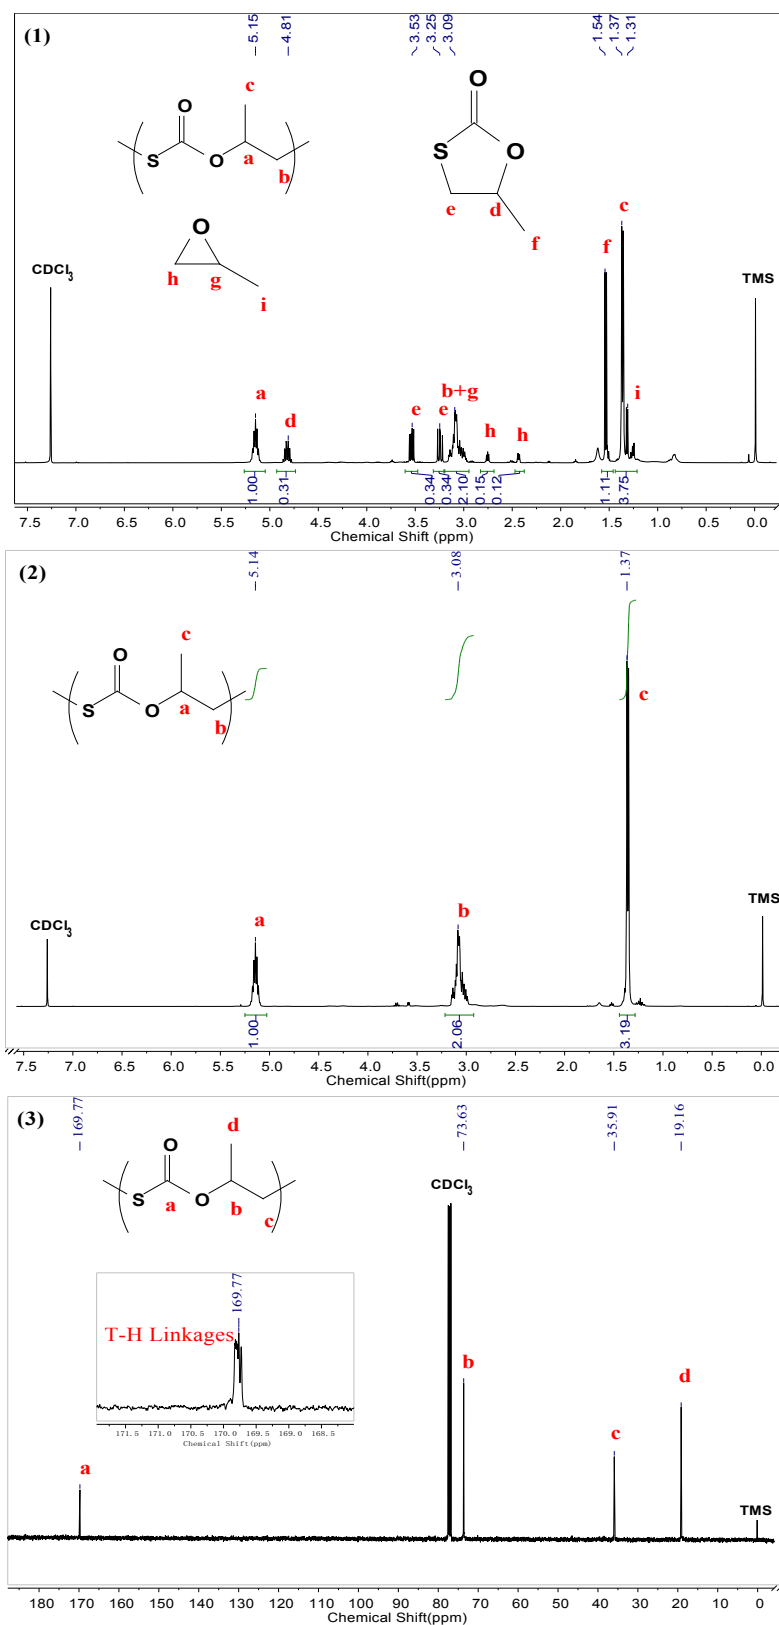 (1)
5.15
4.81
3.53
3.25
3.09
1.54
1.37
1.31
c
O
S
O
a
b
O
S
O
e
d
f
O
h
g
i
CDCl3
TMS
a
d
e
e
b+g
h
h
f
c
i
1.00
0.31
0.34
0.34
2.10
0.15
0.12
1.11
3.75
7.5 7.0 6.5 6.0 5.5 5.0 4.5 4.0 3.5 3.0 2.5 2.0 1.5 1.0 0.5 0.0
Chemical Shift (ppm)
(2)
5.14
3.08
1.37
c
O
S
O
a
b
CDCl3
TMS
a
b
c
1.00
2.06
3.19
7.5 7.0 6.5 6.0 5.5 5.0 4.5 4.0 3.5 3.0 2.5 2.0 1.5 1.0 0.5 0.0
Chemical Shift(ppm)
(3)
169.77
73.63
35.91
19.16
d
O
S
O
a
b
c
CDCl3
TMS
169.77
T-H Linkages
171.5 171.0 170.5 170.0 169.5 169.0 168.5
Chemical Shift(ppm)
a
b
c
d
180 170 160 150 140 130 120 110 100 90 80 70 60 50 40 30 20 10 0
Chemical Shift(ppm)